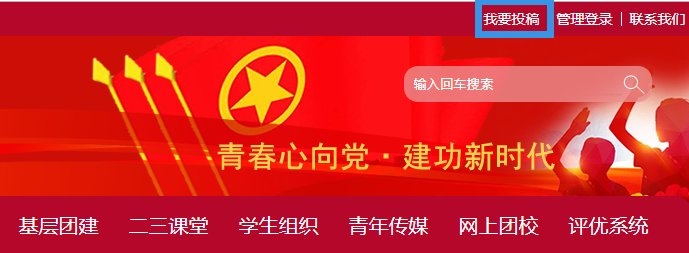 我要投稿 管理登录 | 联系我们
输入回车搜索
青春心向党·建功新时代
基层团建 二三课堂 学生组织 青年传媒 网上团校 评优系统